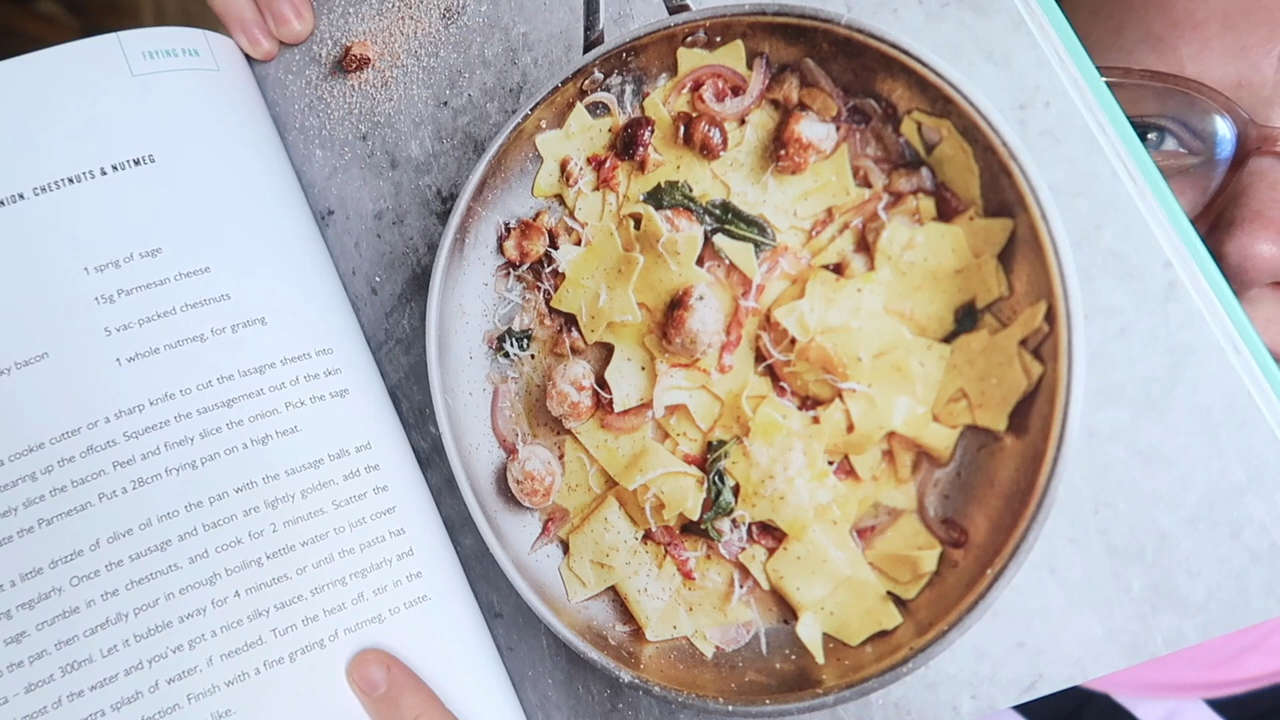 FRYING PAN
NION, CHESTNUTS & NUTMEG
1 sprig of sage
15g Parmesan cheese
5 vac-packed chestnuts
ky bacon
1 whole nutmeg, for grating
a cookie cutter or a sharp knife to cut the lasagne sheets into
tearing up the offcuts. Squeeze the sausagemeat out of the skin
nely slice the bacon. Peel and finely slice the onion. Pick the sage
ate the Parmesan. Put a 28cm frying pan on a high heat.
t a little drizzle of olive oil into the pan with the sausage balls and
ng regularly. Once the sausage and bacon are lightly golden, add the
sage, crumble in the chestnuts, and cook for 2 minutes. Scatter the
o the pan, then carefully pour in enough boiling kettle water to just cover
ta – about 300ml. Let it bubble away for 4 minutes, or until the pasta has
most of the water and you've got a nice silky sauce, stirring regularly and
xtra splash of water, if needed. Turn the heat off, stir in the
fection. Finish with a fine grating of nutmeg, to taste,
like.